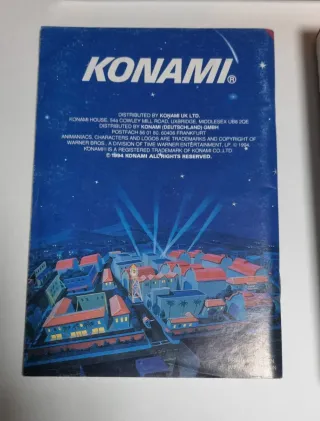 KONAMI®
DISTRIBUTED BY KONAMI UK LTD.
KONAMI HOUSE, 54a COWLEY MILL ROAD, UXBRIDGE, MIDDLESEX UB8 2QE
DISTRIBUTED BY KONAMI (DEUTSCHLAND) GMBH
POSTFACH 56 01 80, 60406 FRANKFURT
ANIMANIACS, CHARACTERS AND LOGOS ARE TRADEMARKS AND COPYRIGHT OF
WARNER BROS., A DIVISION OF TIME WARNER ENTERTAINMENT, LP. © 1994
KONAMI® IS A REGISTERED TRADEMARK OF KONAMI CO.,LTD.
© 1994 KONAMI ALL RIGHTS RESERVED.